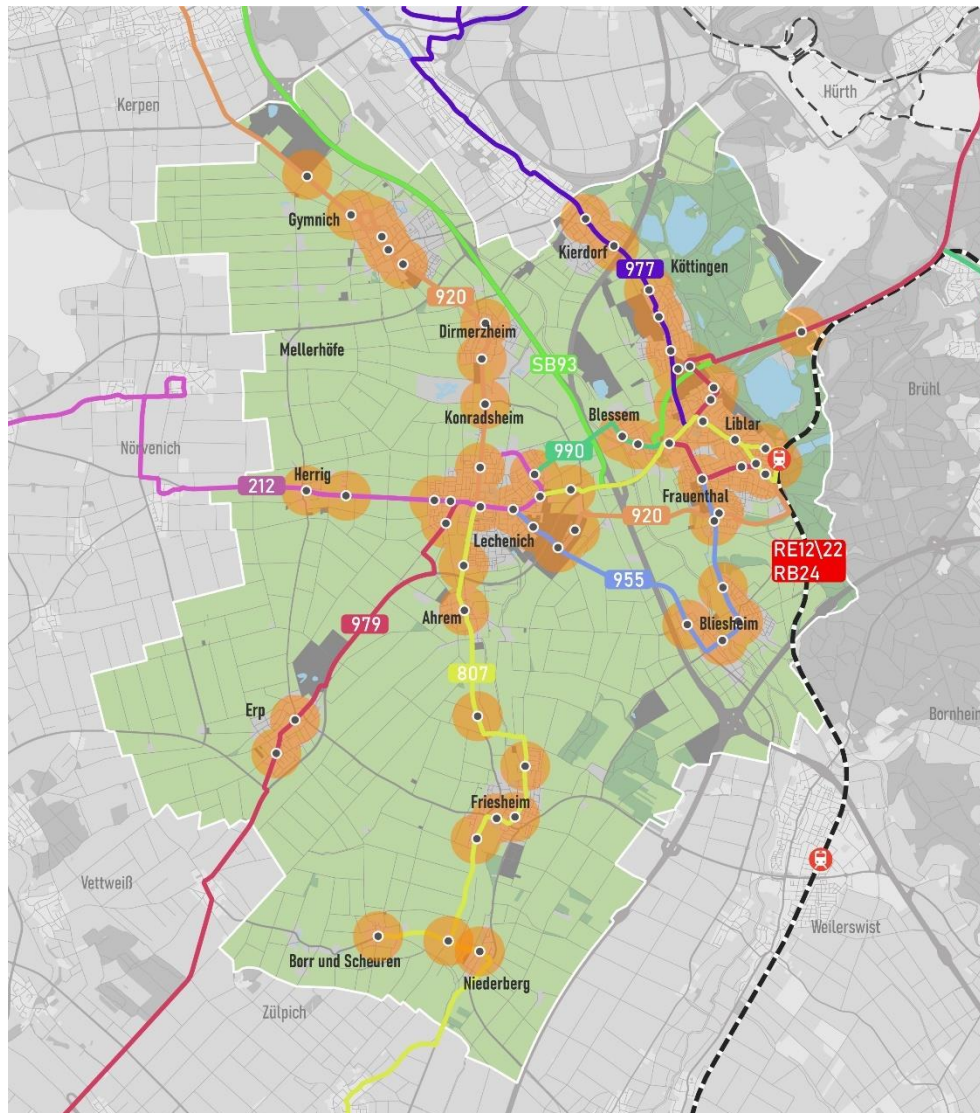 Kerpen
Hürth
Gymnich
Kierdorf
977
Köttingen
920
Dirmerzheim
Mellerhöfe
SB93
Brühl
Konradsheim
Blessem
Liblar
Nörvenich
990
Herrig
212
Frauenthal
920
Lechenich
RE12\22
RB24
955
Ahrem
979
Bliesheim
807
Erp
Bornheim
Friesheim
Vettweiß
Weilerswist
Borr und Scheuren
Niederberg
Zülpich